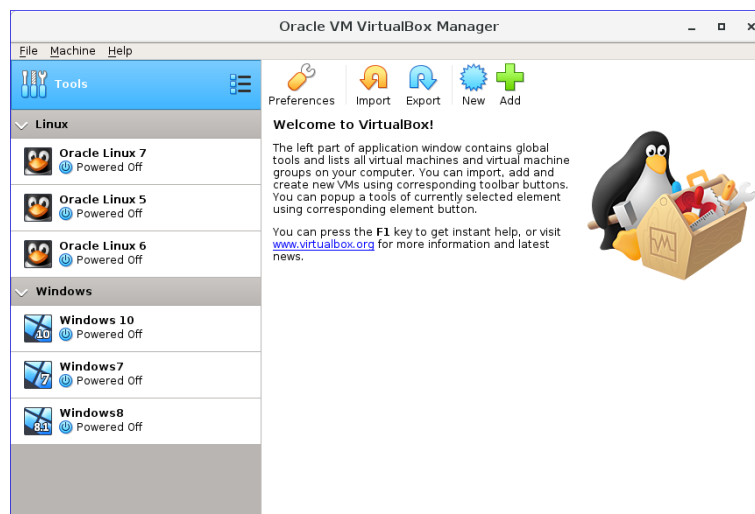 Oracle VM VirtualBox Manager
File Machine Help
Tools
Preferences Import Export New Add
Linux
Oracle Linux 7
Powered Off
Oracle Linux 5
Powered Off
Oracle Linux 6
Powered Off
Windows
Windows 10
10
Powered Off
Windows7
7
Powered Off
Windows8
8.1
Powered Off
Welcome to VirtualBox!
The left part of application window contains global
tools and lists all virtual machines and virtual machine
groups on your computer. You can import, add and
create new VMs using corresponding toolbar buttons.
You can popup a tools of currently selected element
using corresponding element button.
You can press the F1 key to get instant help, or visit
www.virtualbox.org for more information and latest
news.